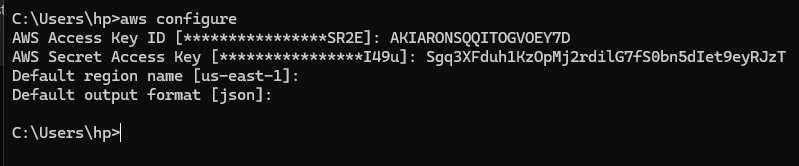 C:\Users\hp>aws configure
AWS Access Key ID [****************SR2E]: AKIARONSQQITOGVOEY7D
AWS Secret Access Key [****************I49u]: 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
Default region name [us-east-1]:
Default output format [json]:
C:\Users\hp>